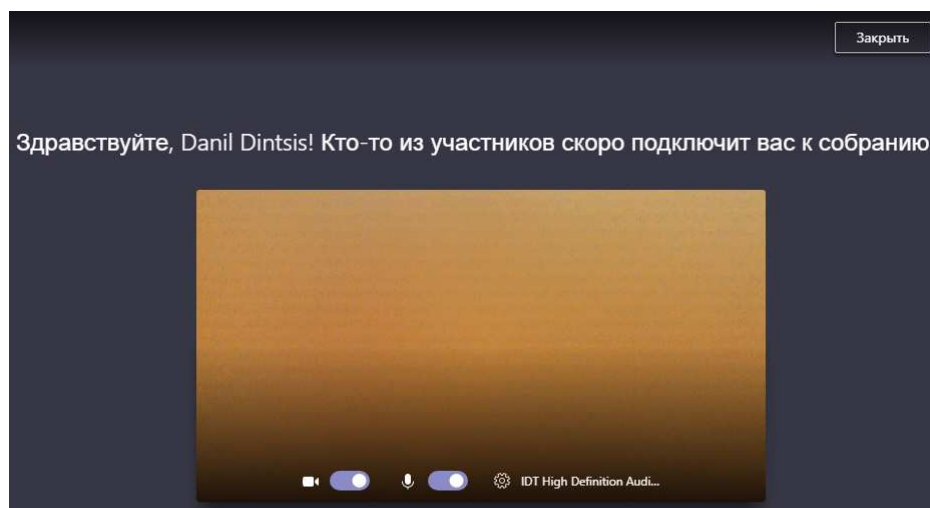 Закрыть
Здравствуйте, Danil Dintsis! Кто-то из участников скоро подключит вас к собранию
IDT High Definition Audi...